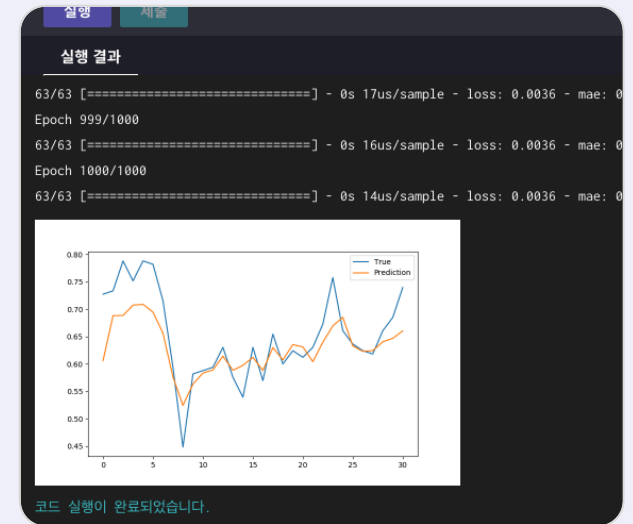 실행 제출
실행 결과
63/63 [==============================] - 0s 17us/sample - loss: 0.0036 - mae: 0
Epoch 999/1000
63/63 [==============================] - 0s 16us/sample - loss: 0.0036 - mae: 0
Epoch 1000/1000
63/63 [==============================] - 0s 14us/sample - loss: 0.0036 - mae: 0
True
Prediction
0.80
0.75
0.70
0.65
0.60
0.55
0.50
0.45
0 5 10 15 20 25 30
코드 실행이 완료되었습니다.